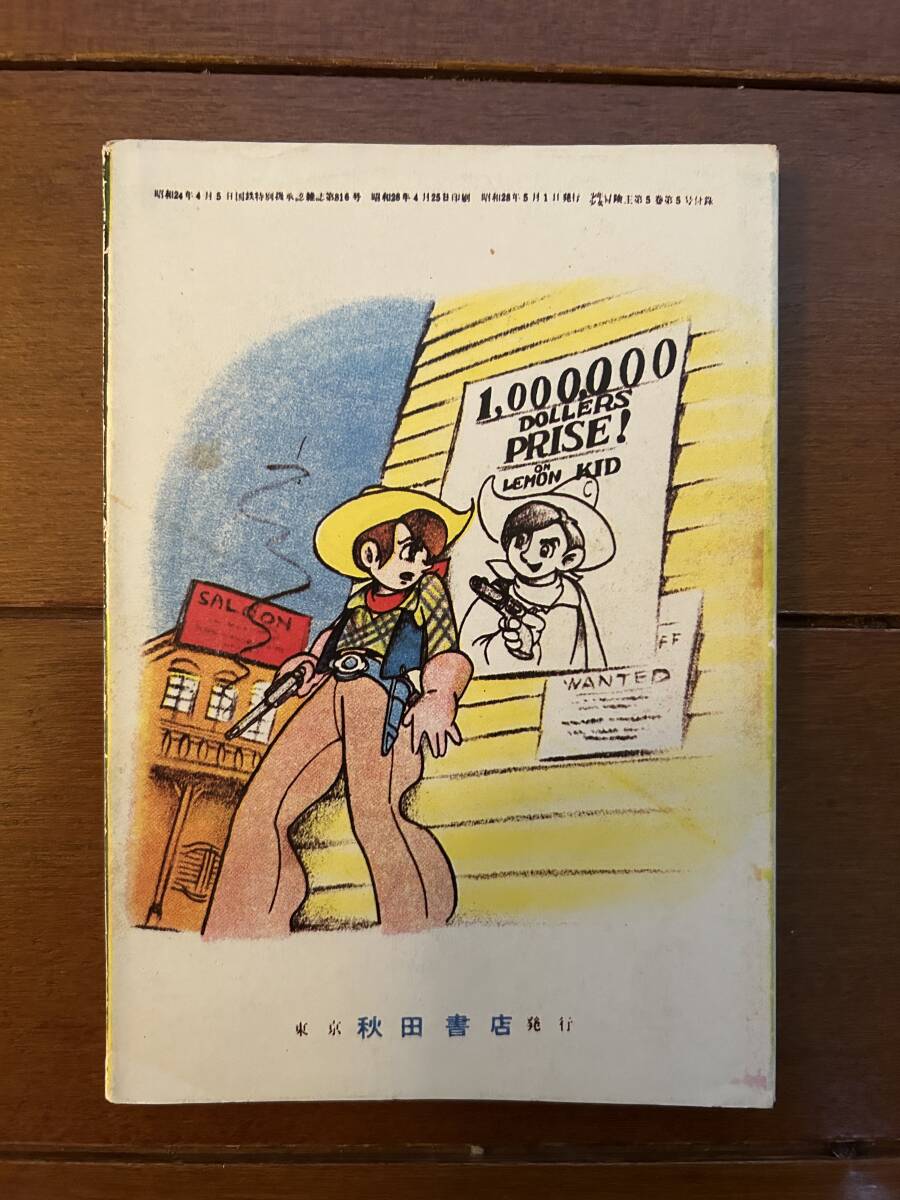 昭和24年4月5日国鉄特別扱承認雑誌第816号 昭和28年4月25日印刷 昭和28年5月1日発行 冒険王第5巻第5号付録
1,000,000
DOLLERS
PRISE!
ON
LEMON KID
SALOON
FF
WANTED
東京 秋田書店 発行